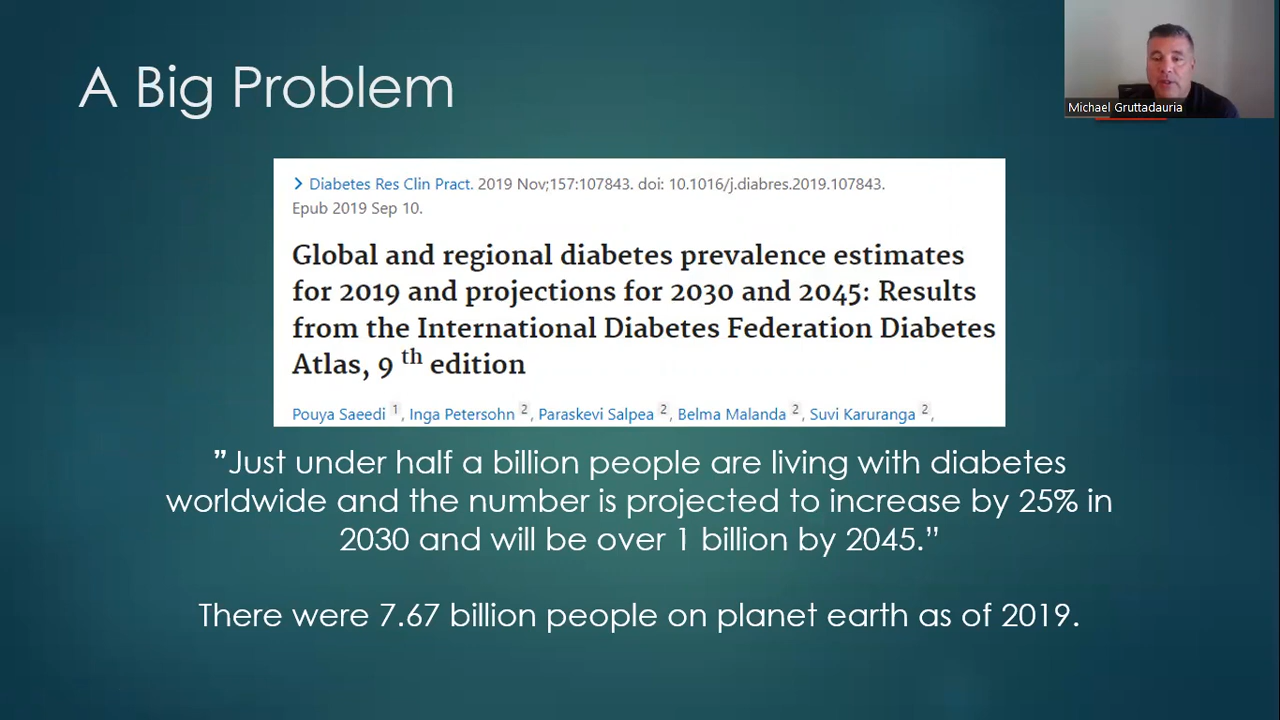 A Big Problem
Michael Gruttadauria
> Diabetes Res Clin Pract. 2019 Nov;157:107843. doi: 10.1016/j.diabres.2019.107843.
Epub 2019 Sep 10.
Global and regional diabetes prevalence estimates
for 2019 and projections for 2030 and 2045: Results
from the International Diabetes Federation Diabetes
Atlas, 9 th edition
Pouya Saeedi 1, Inga Petersohn 2, Paraskevi Salpea 2, Belma Malanda 2, Suvi Karuranga 2,
”Just under half a billion people are living with diabetes
worldwide and the number is projected to increase by 25% in
2030 and will be over 1 billion by 2045.”
There were 7.67 billion people on planet earth as of 2019.